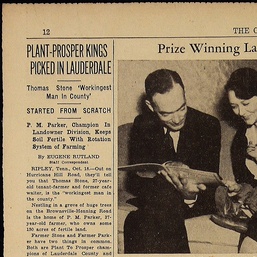 12
THE C
PLANT-PROSPER KINGS
PICKED IN LAUDERDALE
Thomas Stone 'Workingest
Man In County'
STARTED FROM SCRATCH
P. M. Parker, Champion In
Landowner Division, Keeps
Soil Fertile With Rotation
System of Farming
By EUGENE RUTLAND
Staff Correspondent
RIPLEY, Tenn., Oct. 18.—Out on
Hurricane Hill Road, they'll tell
you that Thomas Stone, 37-year-
old tenant-farmer and former cafe
waiter, is the "workingest man in
the county."
Nestling in a grove of huge trees
on the Brownsville-Henning Road
is the home of P. M. Parker, 37-
year-old farmer, who owns some
130 acres of fertile land.
Farmer Stone and Farmer Park-
er have two things in common.
Both are Plant To Prosper cham-
pions of Lauderdale County and
Prize Winning La